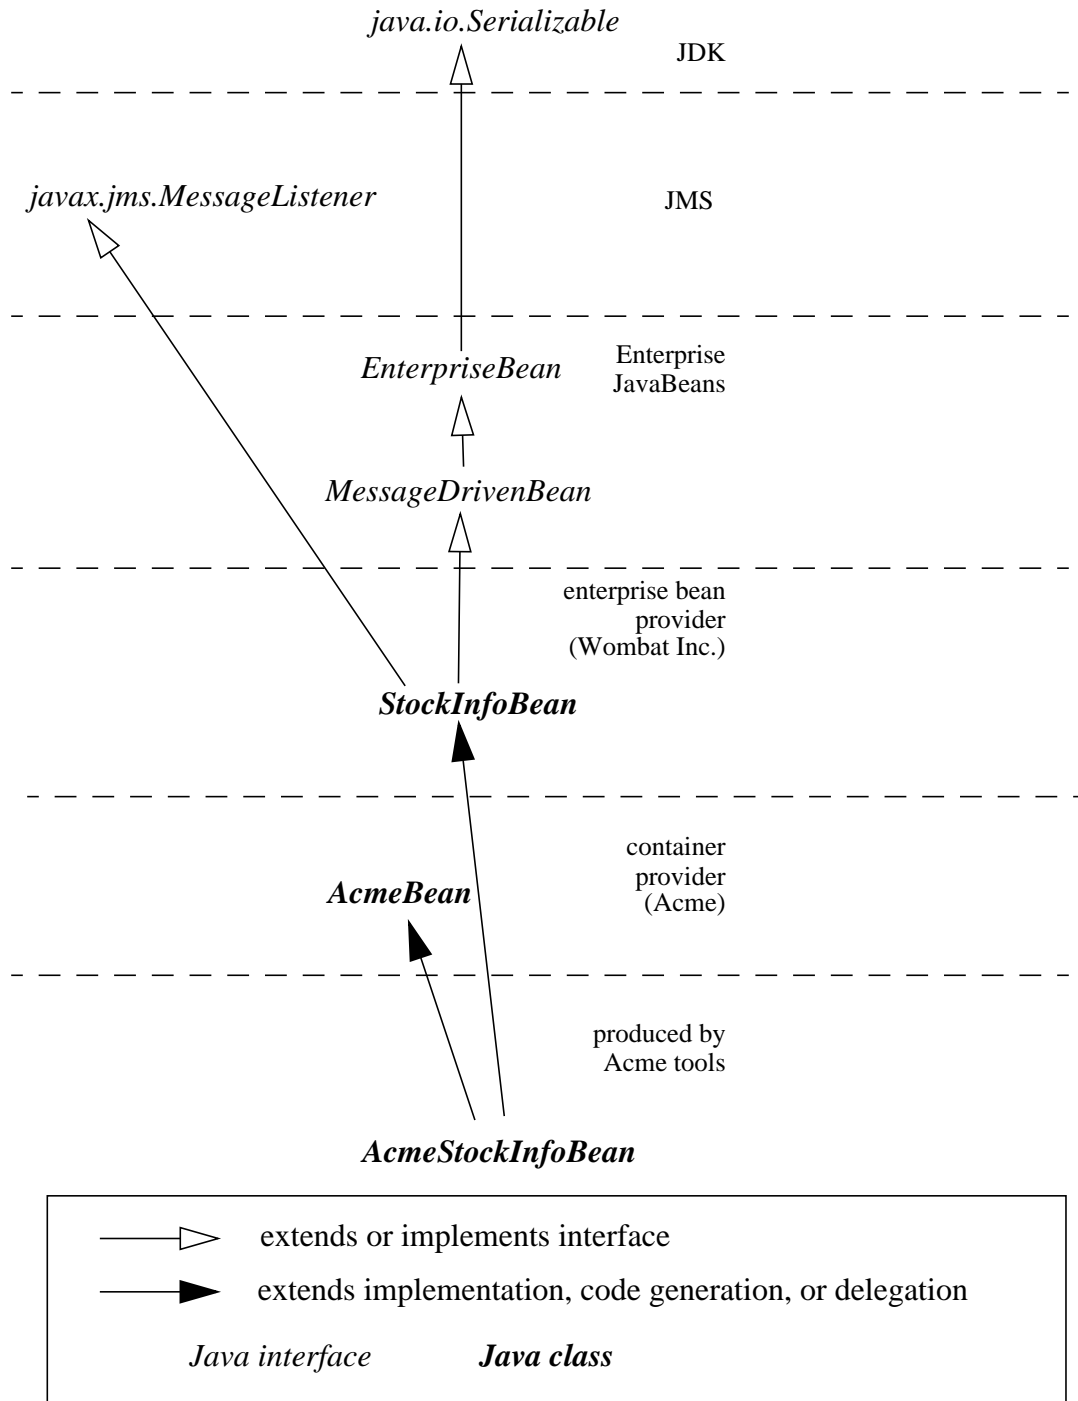 java.io.Serializable
JDK
javax.jms.MessageListener
JMS
EnterpriseBean
Enterprise
JavaBeans
MessageDrivenBean
enterprise bean
provider
(Wombat Inc.)
StockInfoBean
container
provider
(Acme)
AcmeBean
produced by
Acme tools
AcmeStockInfoBean
extends or implements interface
extends implementation, code generation, or delegation
Java interface Java class